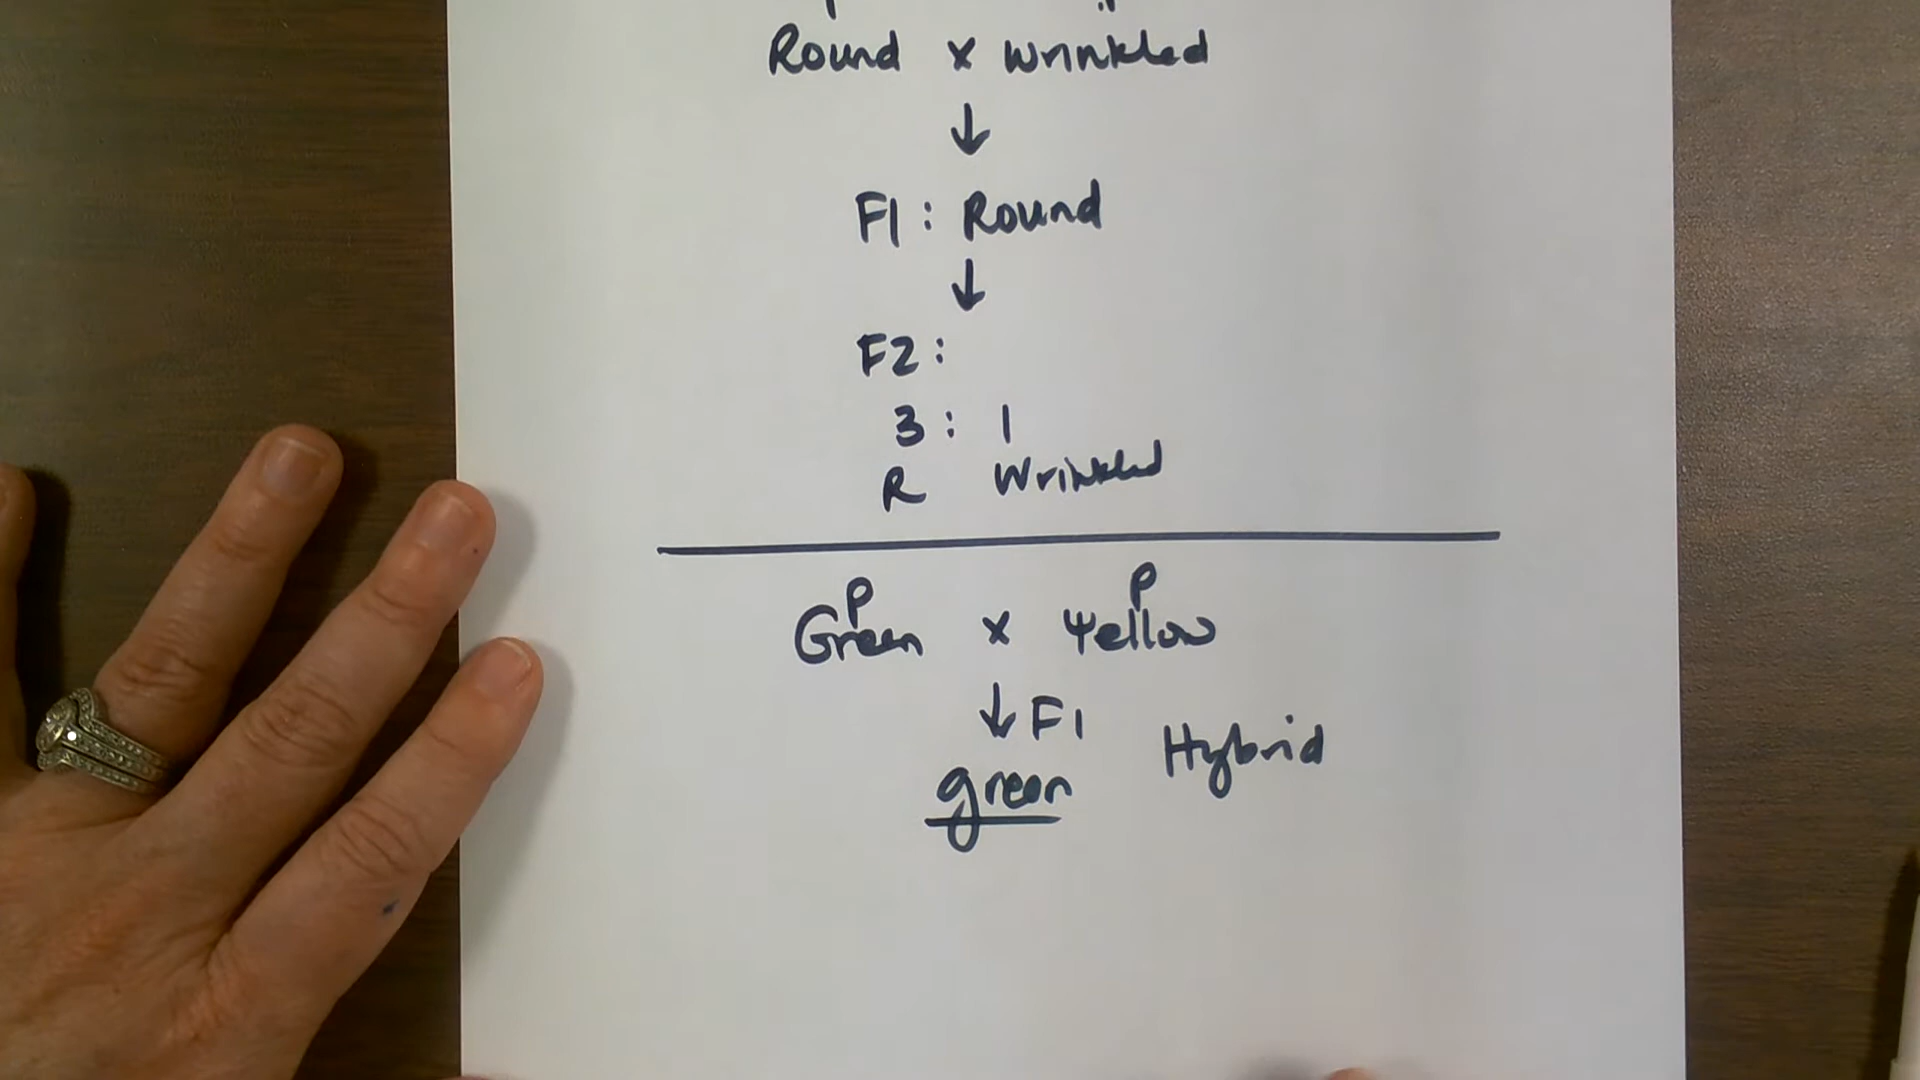 Round x Wrinkled
↓
F1: Round
↓
F2:
3: 1
R Wrinkled
P P
Green x Yellow
↓ F1
Hybrid
green